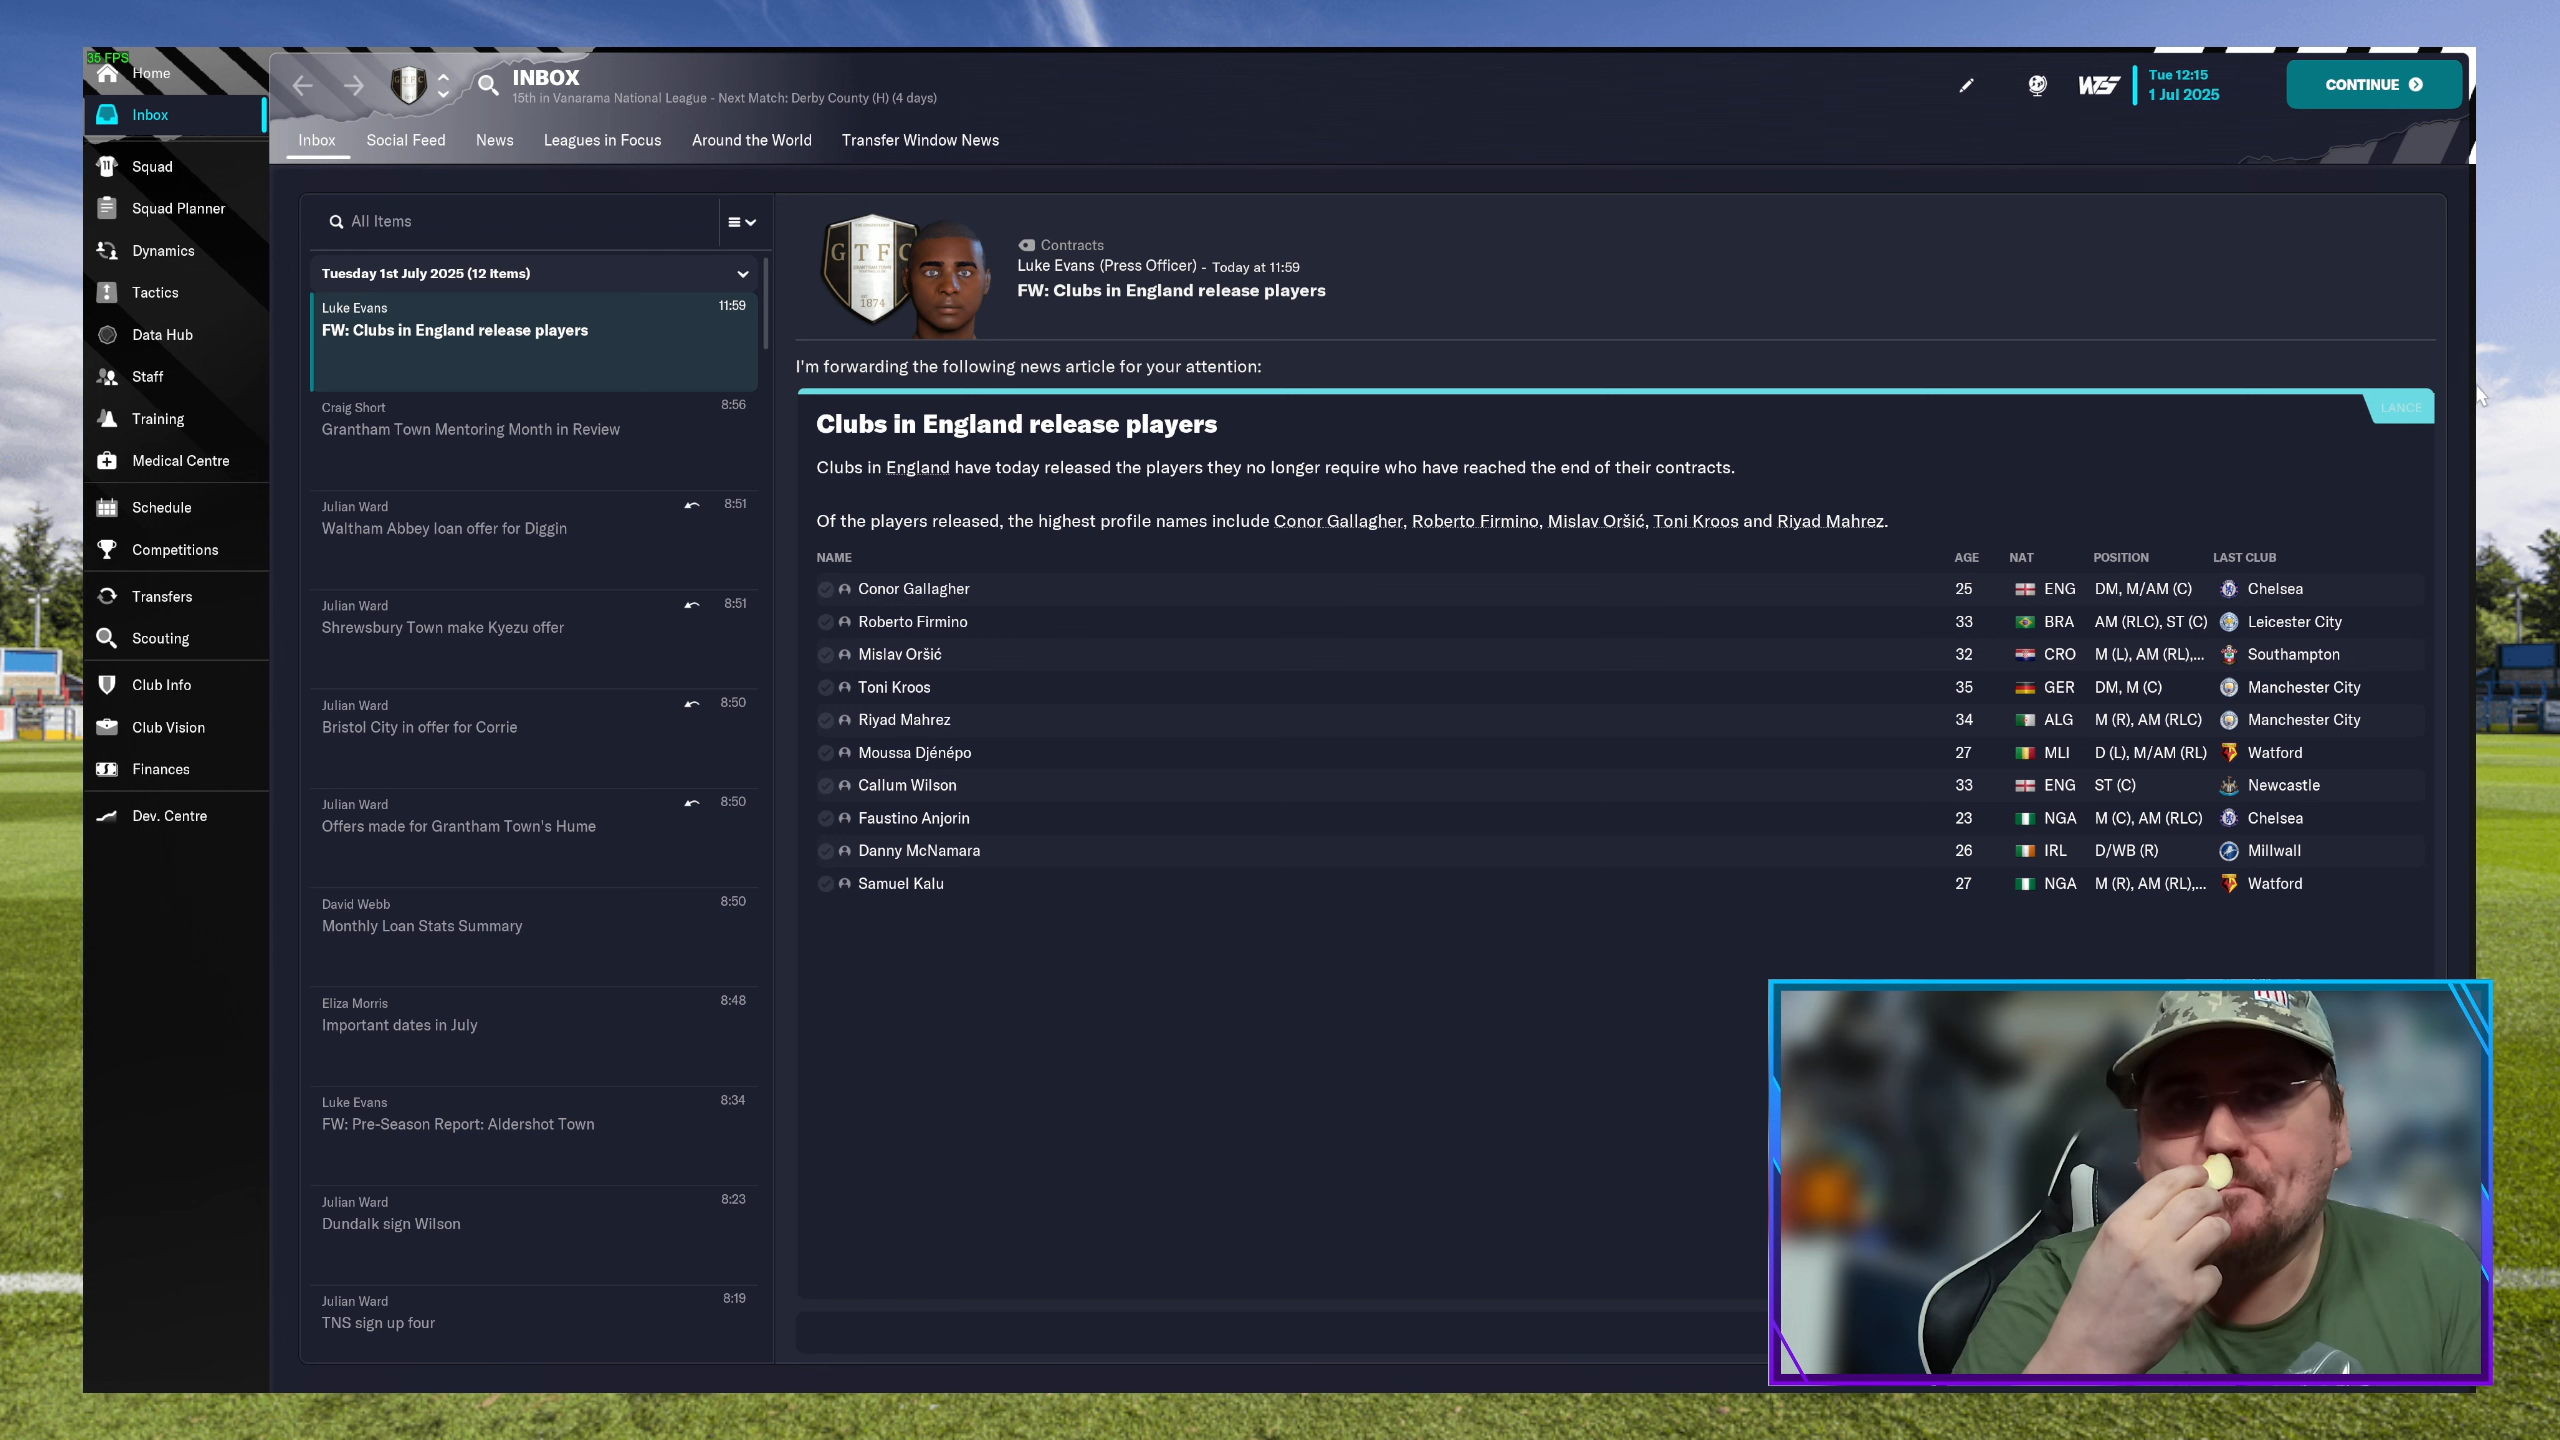 35 FPS
Home
Inbox
Squad
Squad Planner
Dynamics
Tactics
Data Hub
Staff
Training
Medical Centre
Schedule
Competitions
Transfers
Scouting
Club Info
Club Vision
Finances
Dev. Centre
INBOX
15th in Vanarama National League - Next Match: Derby County (H) (4 days)
Tue 12:15
1 Jul 2025
CONTINUE
Inbox Social Feed News Leagues in Focus Around the World Transfer Window News
All Items
Tuesday 1st July 2025 (12 Items)
Luke Evans 11:59
FW: Clubs in England release players
Craig Short 8:56
Grantham Town Mentoring Month in Review
Julian Ward 8:51
Waltham Abbey loan offer for Diggin
Julian Ward 8:51
Shrewsbury Town make Kyezu offer
Julian Ward 8:50
Bristol City in offer for Corrie
Julian Ward 8:50
Offers made for Grantham Town's Hume
David Webb 8:50
Monthly Loan Stats Summary
Eliza Morris 8:48
Important dates in July
Luke Evans 8:34
FW: Pre-Season Report: Aldershot Town
Julian Ward 8:23
Dundalk sign Wilson
Julian Ward 8:19
TNS sign up four
GTFC
1874
Contracts
Luke Evans (Press Officer) - Today at 11:59
FW: Clubs in England release players
I'm forwarding the following news article for your attention:
LANCE
Clubs in England release players
Clubs in England have today released the players they no longer require who have reached the end of their contracts.
Of the players released, the highest profile names include Conor Gallagher, Roberto Firmino, Mislav Oršić, Toni Kroos and Riyad Mahrez.
NAME AGE NAT POSITION LAST CLUB
Conor Gallagher 25 ENG DM, M/AM (C) Chelsea
Roberto Firmino 33 BRA AM (RLC), ST (C) Leicester City
Mislav Oršić 32 CRO M (L), AM (RL),... Southampton
Toni Kroos 35 GER DM, M (C) Manchester City
Riyad Mahrez 34 ALG M (R), AM (RLC) Manchester City
Moussa Djénépo 27 MLI D (L), M/AM (RL) Watford
Callum Wilson 33 ENG ST (C) Newcastle
Faustino Anjorin 23 NGA M (C), AM (RLC) Chelsea
Danny McNamara 26 IRL D/WB (R) Millwall
Samuel Kalu 27 NGA M (R), AM (RL),... Watford